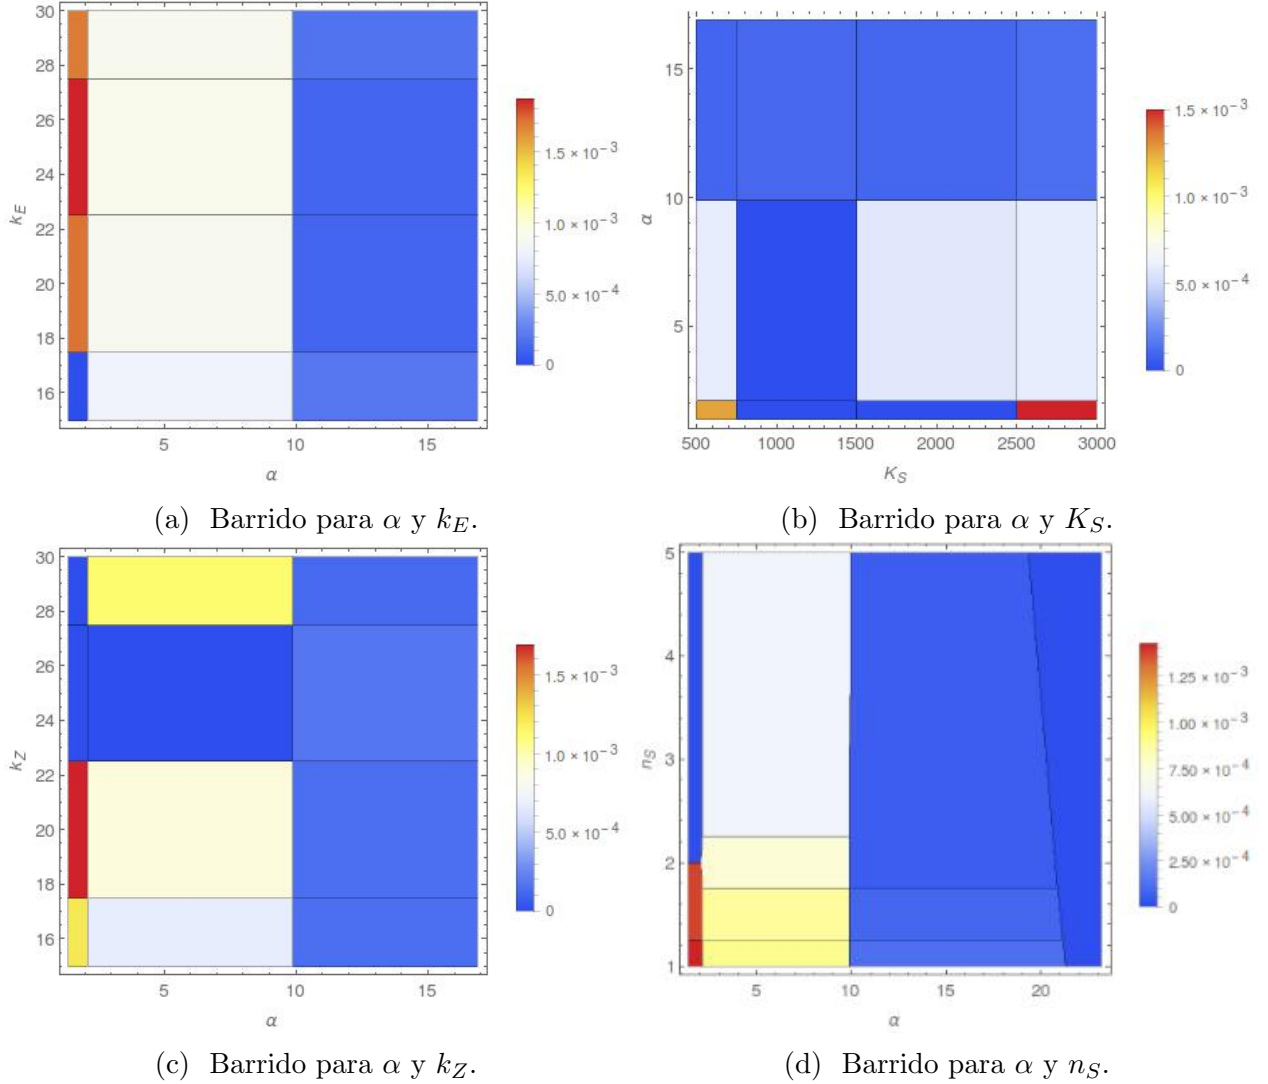 30
28
26
24
22
20
18
16
k_E
5
10
15
α
1.5 × 10^-3
1.0 × 10^-3
5.0 × 10^-4
0
(a) Barrido para α y k_E.
15
10
5
α
500
1000
1500
2000
2500
3000
K_S
1.5 × 10^-3
1.0 × 10^-3
5.0 × 10^-4
0
(b) Barrido para α y K_S.
30
28
26
24
22
20
18
16
k_Z
5
10
15
α
1.5 × 10^-3
1.0 × 10^-3
5.0 × 10^-4
0
(c) Barrido para α y k_Z.
5
4
3
2
1
n_S
5
10
15
20
α
1.25 × 10^-3
1.00 × 10^-3
7.50 × 10^-4
5.00 × 10^-4
2.50 × 10^-4
0
(d) Barrido para α y n_S.